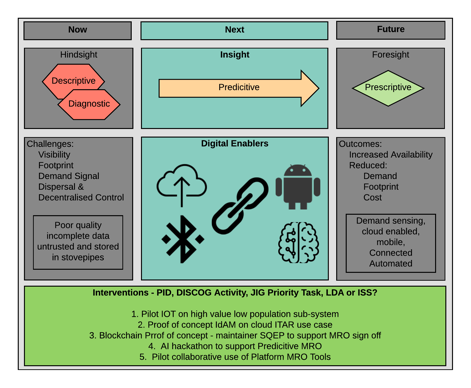 Now
Next
Future
Hindsight
Descriptive
Diagnostic
Insight
Predicitive
Foresight
Prescriptive
Challenges:
Visibility
Footprint
Demand Signal
Dispersal &
Decentralised Control
Poor quality
incomplete data
untrusted and stored
in stovepipes
Digital Enablers
Outcomes:
Increased Availability
Reduced:
Demand
Footprint
Cost
Demand sensing,
cloud enabled,
mobile,
Connected
Automated
Interventions - PID, DISCOG Activity, JIG Priority Task, LDA or ISS?
1. Pilot IOT on high value low population sub-system
2. Prrof of concept IdAM on cloud ITAR use case
3. Blockchain Prrof of concept - maintainer SQEP to support MRO sign off
4. AI hackathon to support Predicitive MRO
5. Pilot collaborative use of Platform MRO Tools